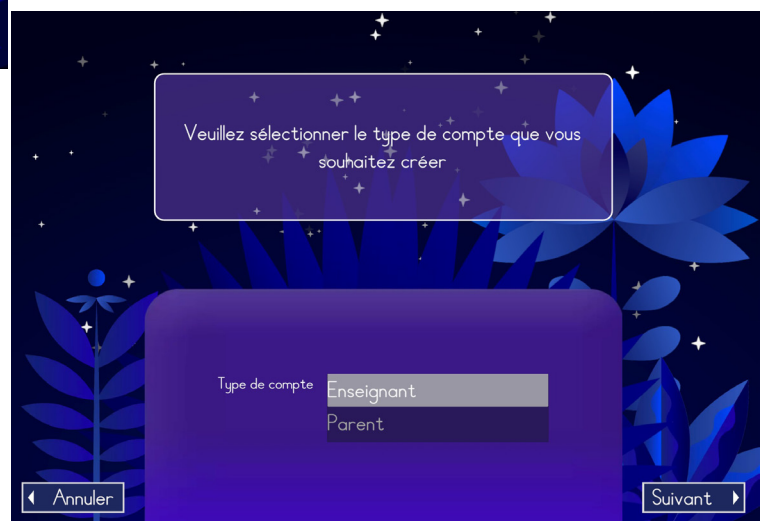 Veuillez sélectionner le type de compte que vous
souhaitez créer
Type de compte
Enseignant
Parent
Annuler
Suivant